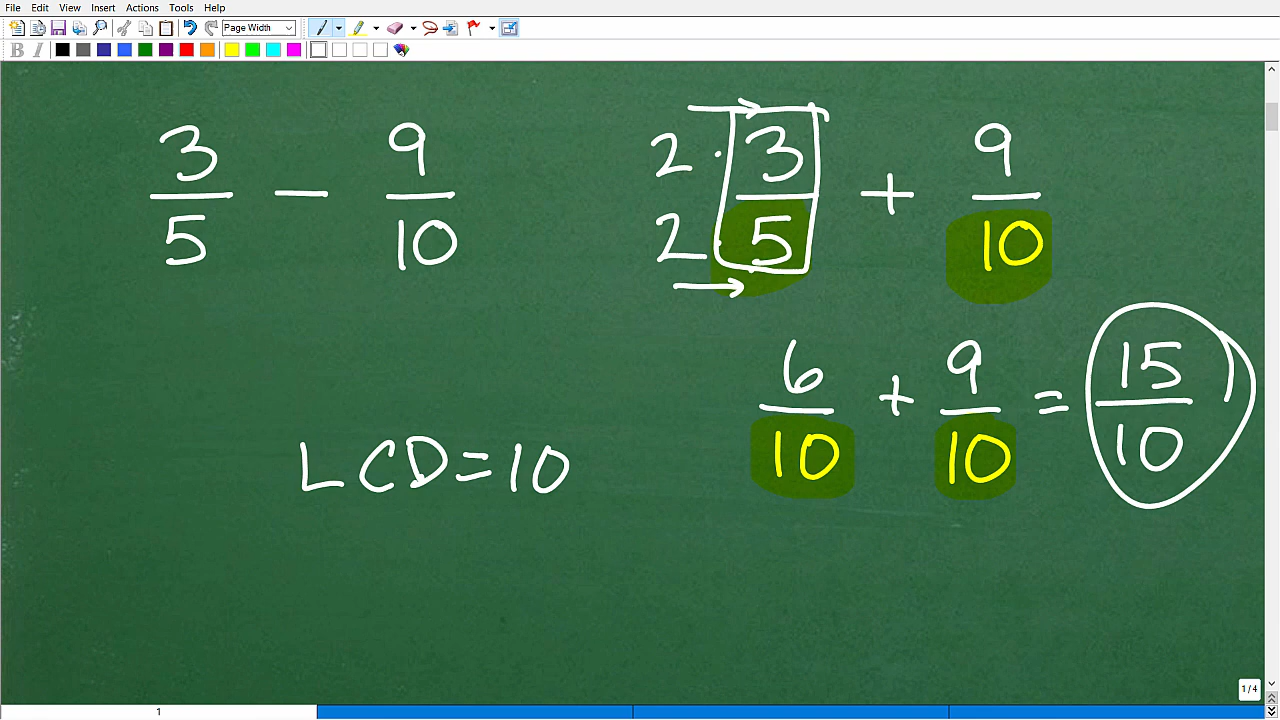 File Edit View Insert Actions Tools Help
Page Width
B I
3/5 − 9/10
2 · 3 / 2 · 5 + 9/10
6/10 + 9/10 = 15/10
LCD=10
1/4
1